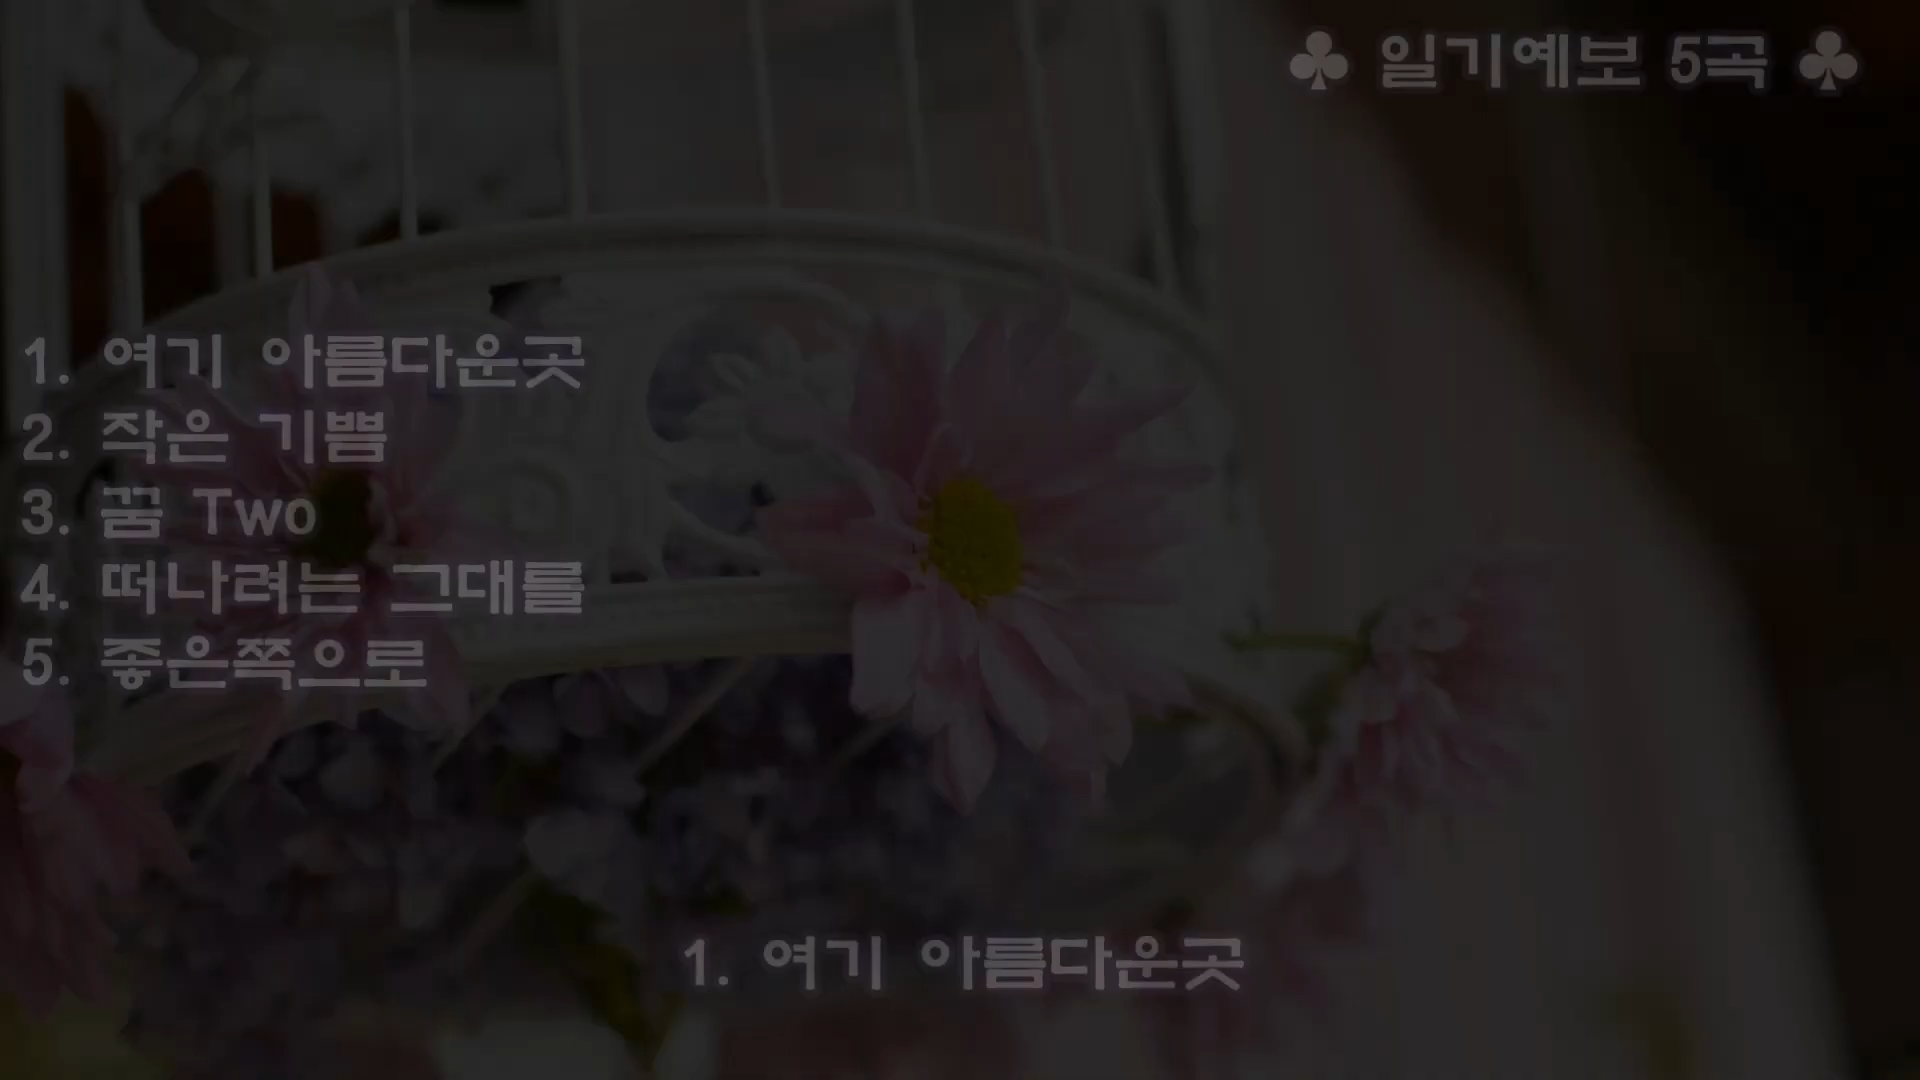 ♣ 일기예보 5곡 ♣
1. 여기 아름다운곳
2. 작은 기쁨
3. 꿈 Two
4. 떠나려는 그대를
5. 좋은쪽으로
1. 여기 아름다운곳